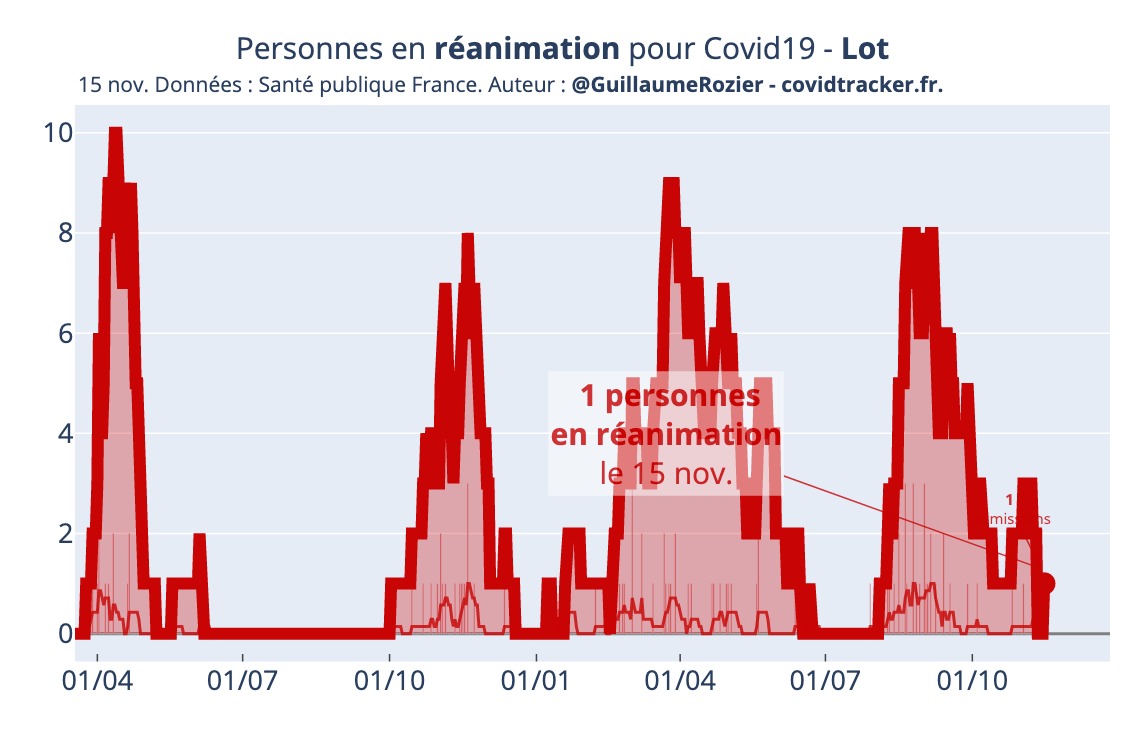 Personnes en réanimation pour Covid19 - Lot
15 nov. Données : Santé publique France. Auteur : @GuillaumeRozier - covidtracker.fr.
10
8
6
4
2
0
1 personnes
en réanimation
le 15 nov.
1
01/04
01/07
01/10
01/01
01/04
01/07
01/10